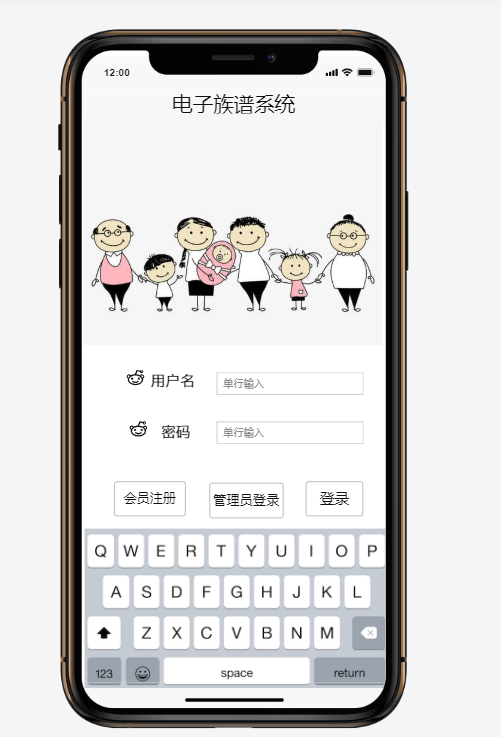 12:00
电子族谱系统
用户名 单行输入
密码 单行输入
会员注册 管理员登录 登录
Q W E R T Y U I O P
A S D F G H J K L
Z X C V B N M
123 space return